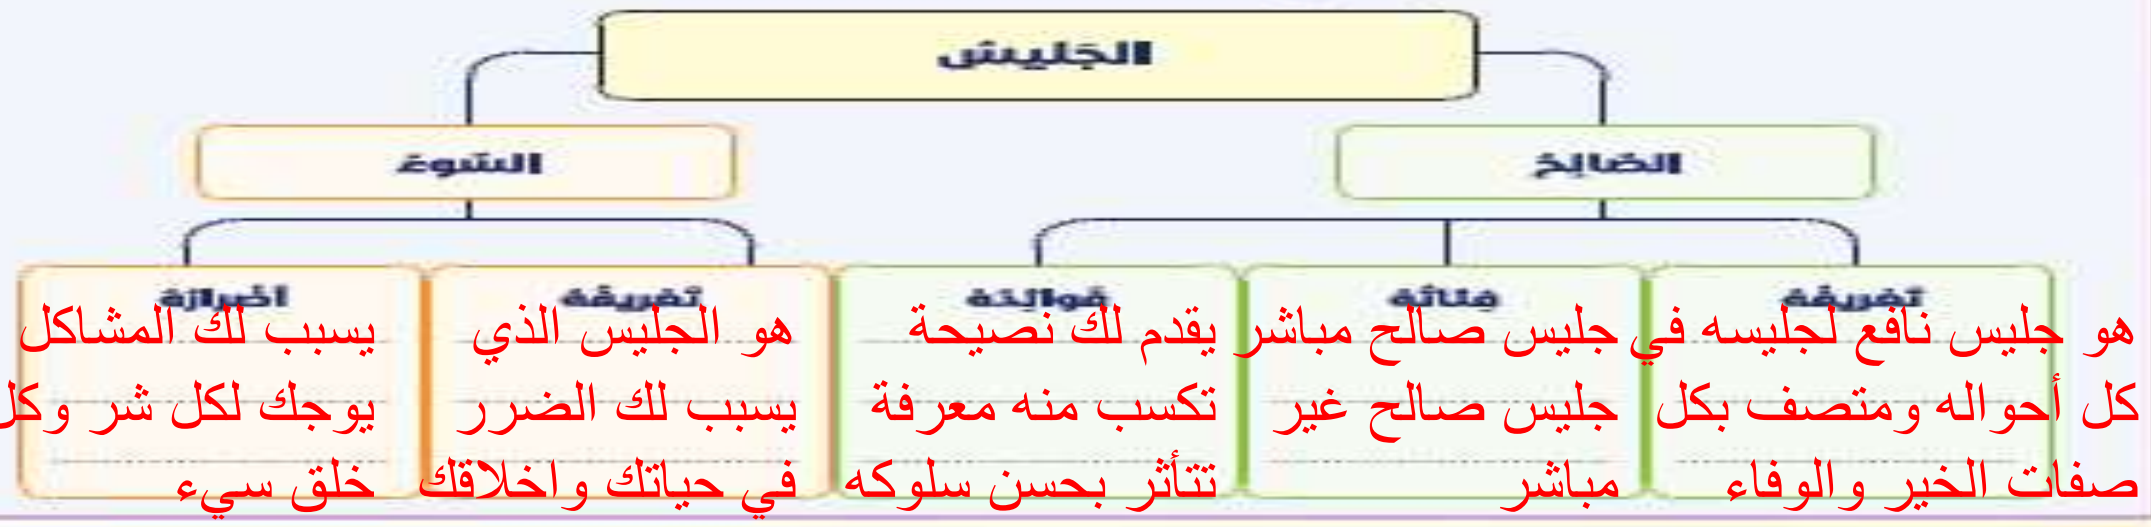 الجليس
الصالح
السوء
تعريفه
هو جليس نافع لجليسه في
كل أحواله ومتصف بكل
صفات الخير والوفاء
فئاته
جليس صالح مباشر
جليس صالح غير
مباشر
فوائده
يقدم لك نصيحة
تكسب منه معرفة
تتأثر بحسن سلوكه
تعريفه
هو الجليس الذي
يسبب لك الضرر
في حياتك واخلاقك
أضراره
يسبب لك المشاكل
يوجك لكل شر وكل
خلق سيء